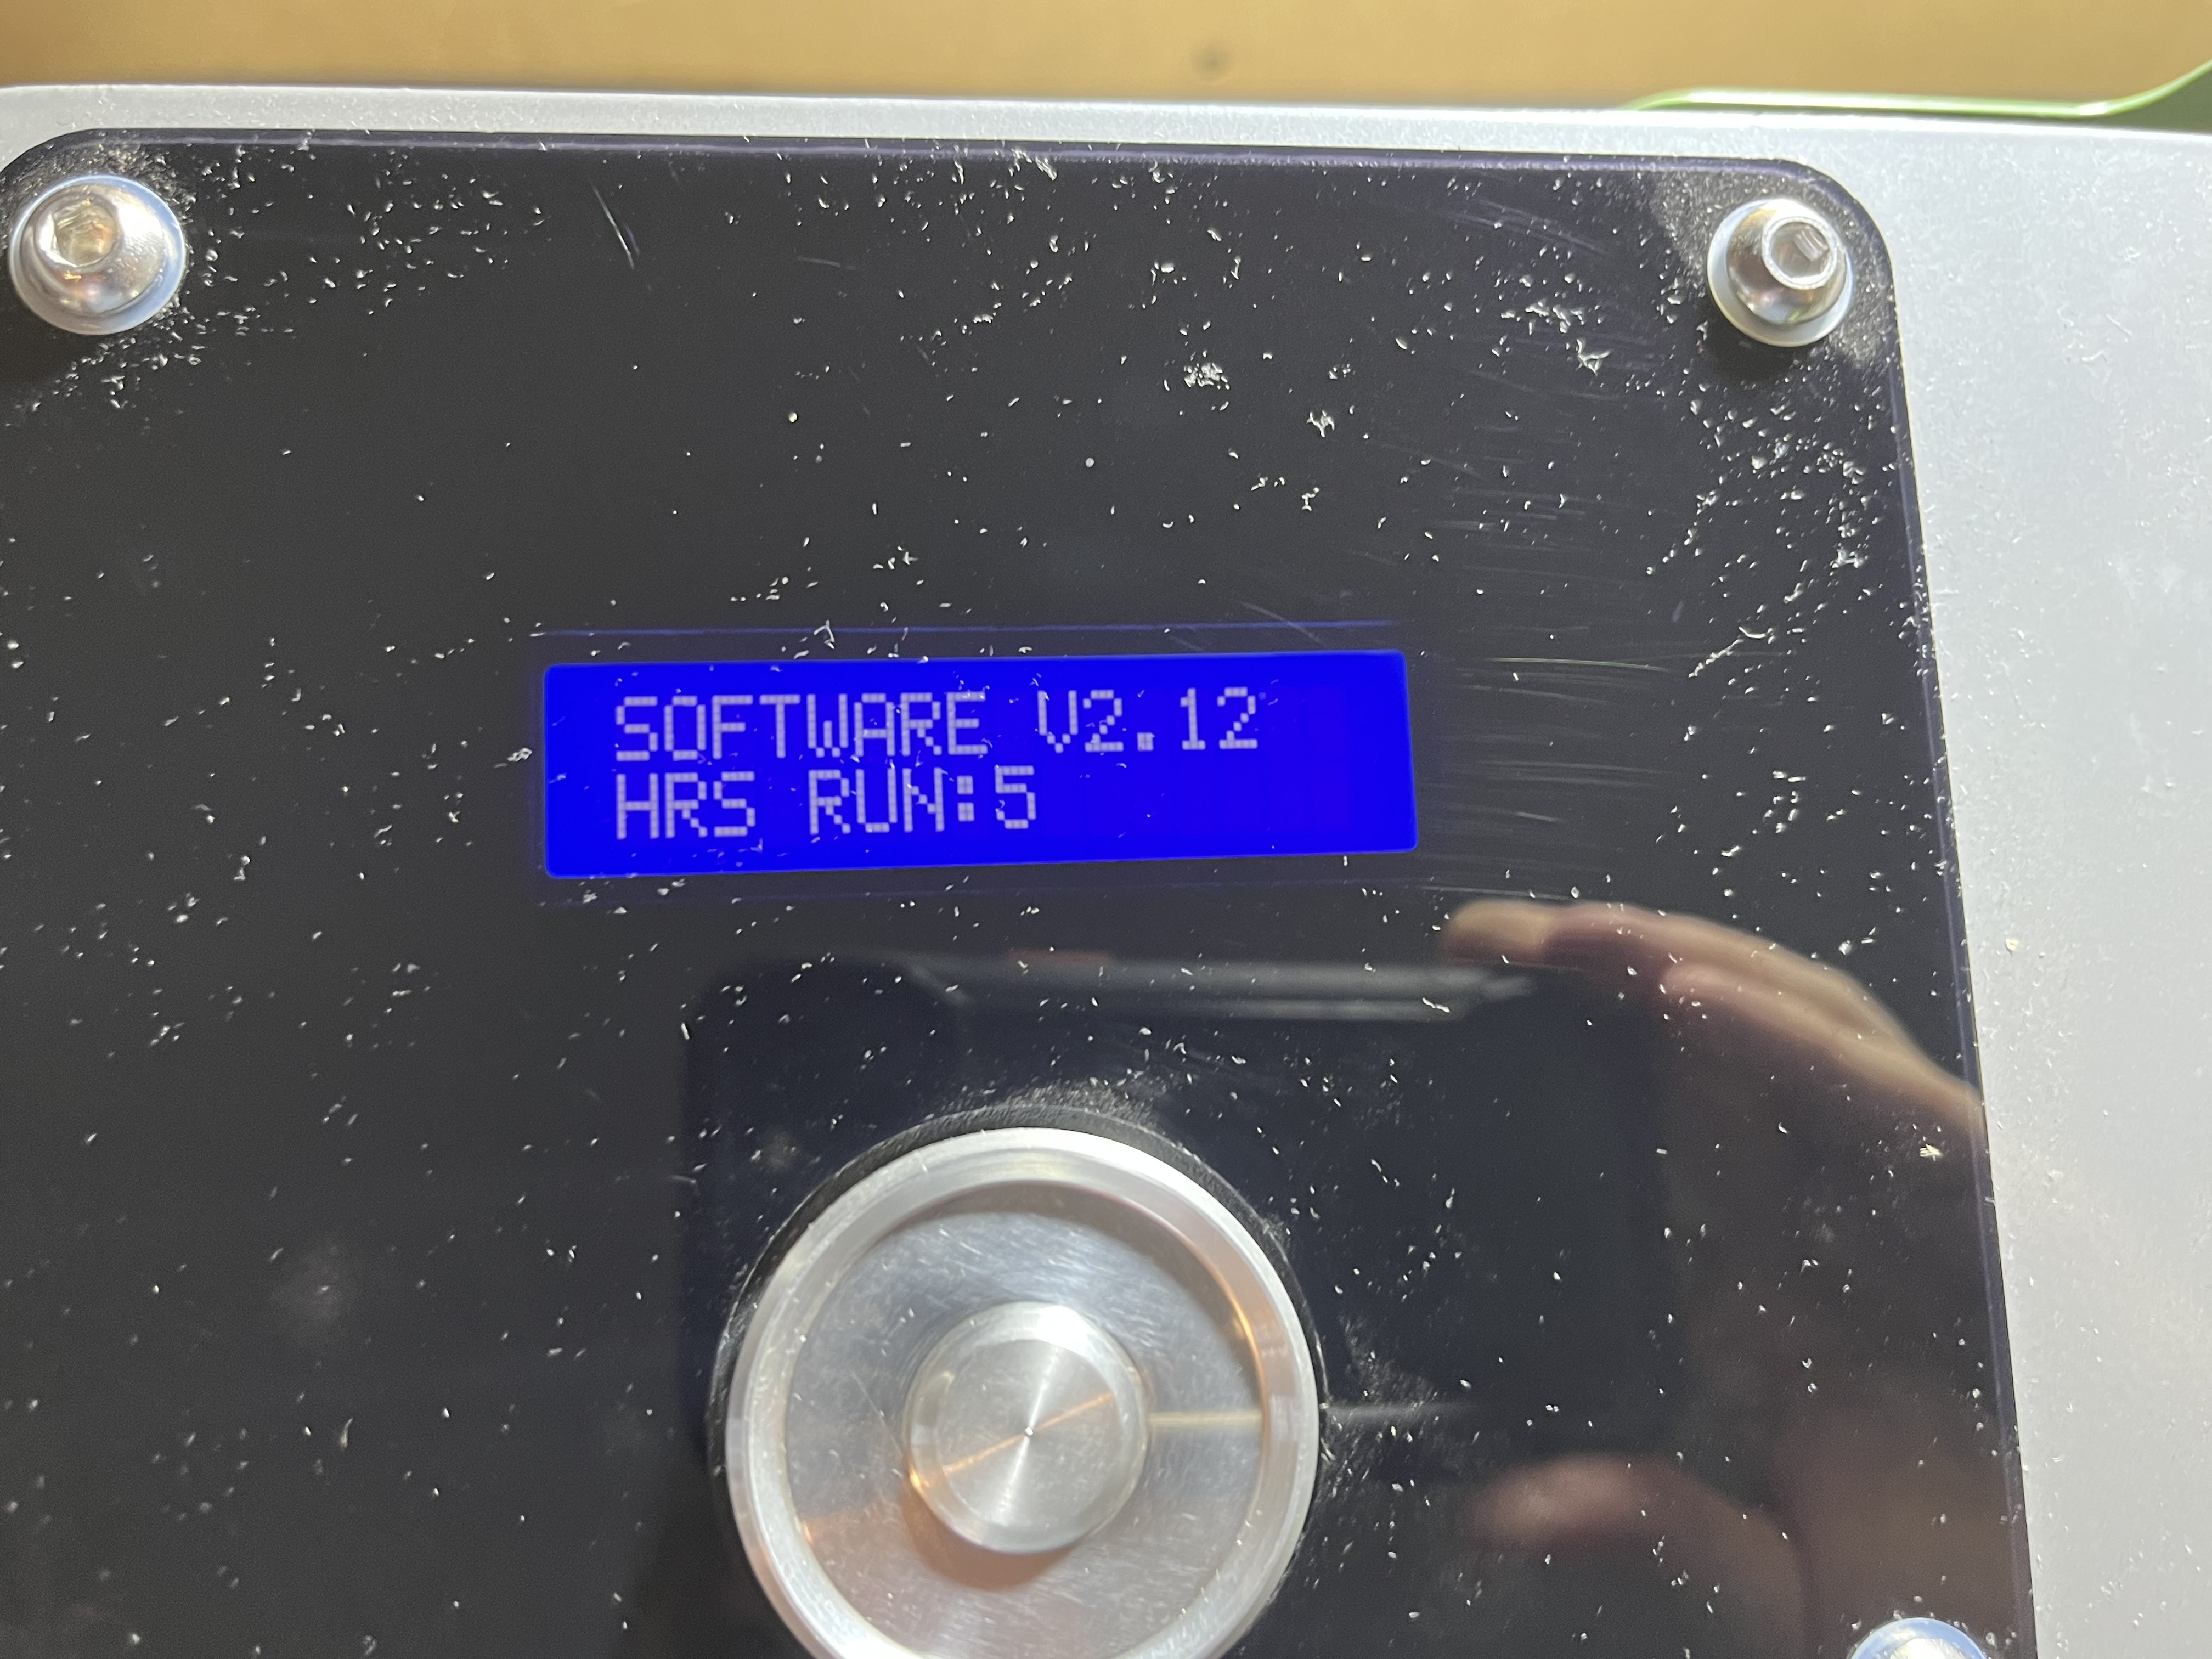 SOFTWARE V2.12
HRS RUN:5